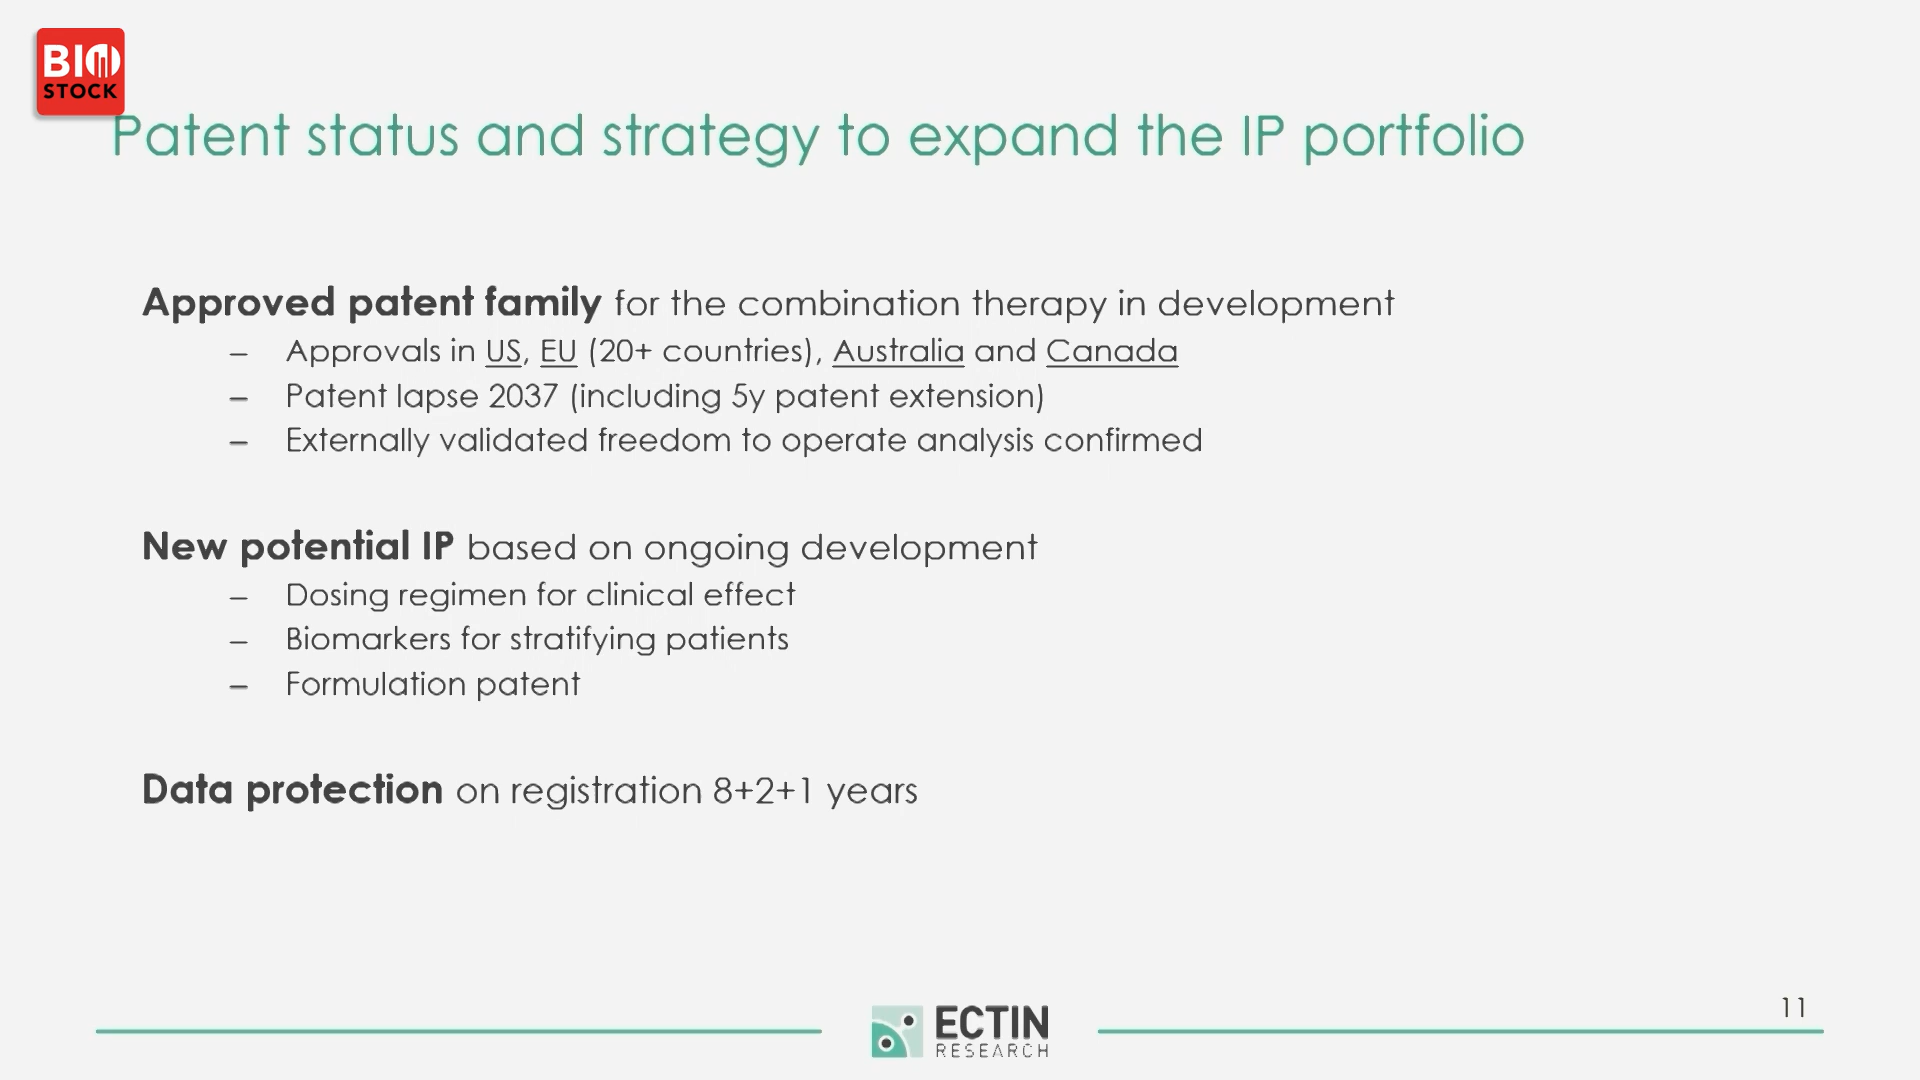 BIO
STOCK
Patent status and strategy to expand the IP portfolio
Approved patent family for the combination therapy in development
– Approvals in US, EU (20+ countries), Australia and Canada
– Patent lapse 2037 (including 5y patent extension)
– Externally validated freedom to operate analysis confirmed
New potential IP based on ongoing development
– Dosing regimen for clinical effect
– Biomarkers for stratifying patients
– Formulation patent
Data protection on registration 8+2+1 years
11
ECTIN
RESEARCH